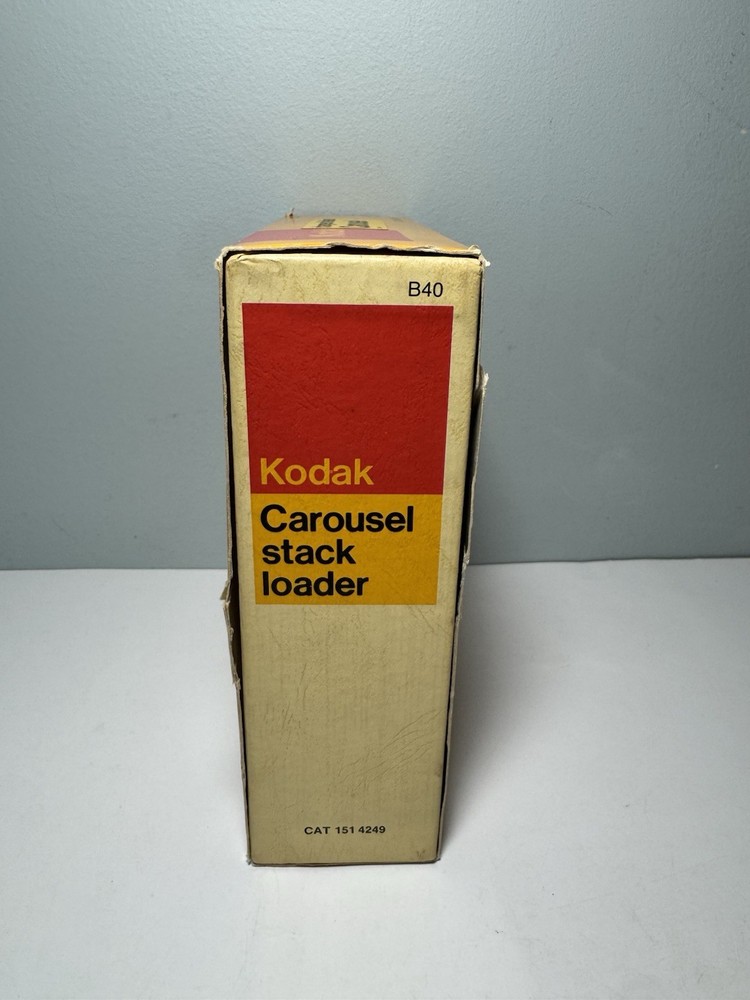 B40
Kodak
Carousel
stack
loader
CAT 151 4249